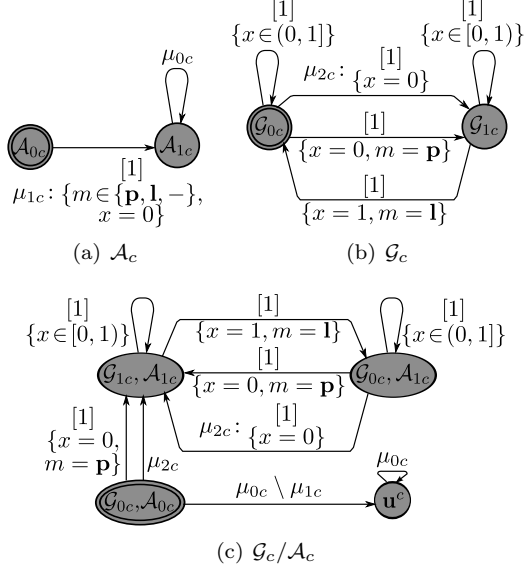 μ₀c
𝒜₀c
𝒜₁c
[1]
μ₁c: {m∈{p, l, −},
x = 0}
(a) 𝒜c
[1]
{x∈(0, 1]}
[1]
{x∈[0, 1)}
μ₂c: [1]
{x = 0}
𝒢₀c
𝒢₁c
[1]
{x = 0, m = p}
[1]
{x = 1, m = l}
(b) 𝒢c
[1]
{x∈[0, 1)}
[1]
{x = 1, m = l}
[1]
{x∈(0, 1]}
𝒢₁c, 𝒜₁c
[1]
{x = 0, m = p}
𝒢₀c, 𝒜₁c
[1]
{x = 0,
m = p}
μ₂c
μ₂c: [1]
{x = 0}
𝒢₀c, 𝒜₀c
μ₀c \ μ₁c
μ₀c
uᶜ
(c) 𝒢c/𝒜c